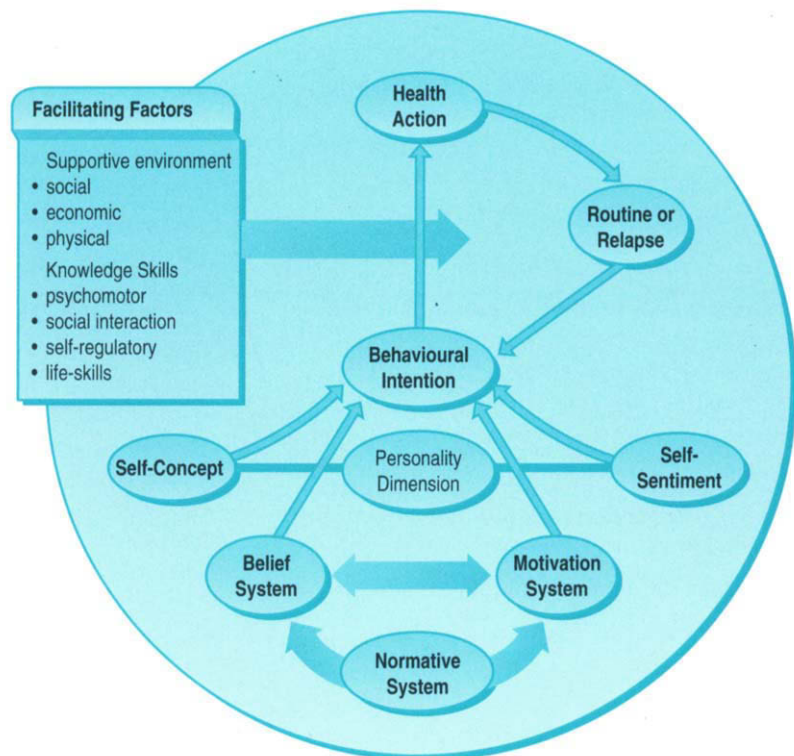 Facilitating Factors
Supportive environment
• social
• economic
• physical
Knowledge Skills
• psychomotor
• social interaction
• self-regulatory
• life-skills
Health
Action
Routine or
Relapse
Behavioural
Intention
Self-Concept
Personality
Dimension
Self-
Sentiment
Belief
System
Motivation
System
Normative
System